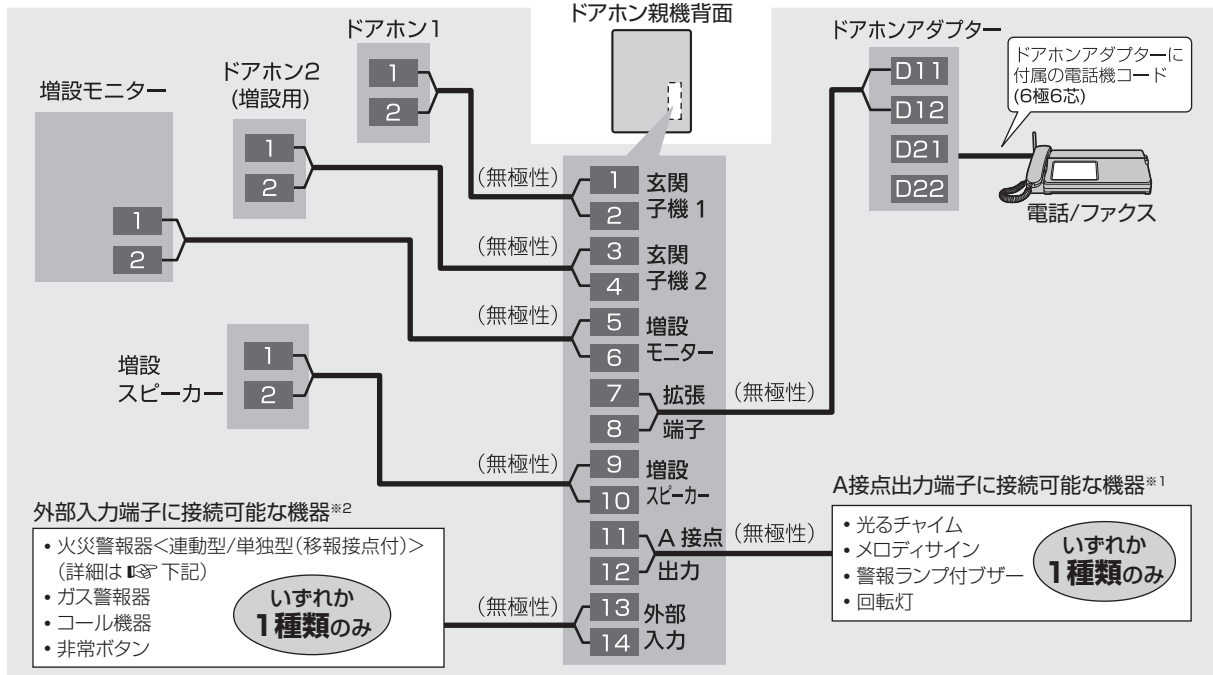 ドアホン親機背面
ドアホン1
1
2
ドアホン2
(増設用)
1
2
増設モニター
1
2
増設
スピーカー
1
2
ドアホンアダプター
D11
D12
D21
D22
ドアホンアダプターに
付属の電話機コード
(6極6芯)
電話/ファクス
(無極性)
1 玄関
2 子機 1
(無極性)
3 玄関
4 子機 2
(無極性)
5 増設
6 モニター
7 拡張 (無極性)
8 端子
(無極性)
9 増設
10 スピーカー
11 A 接点 (無極性)
12 出力
(無極性)
13 外部
14 入力
外部入力端子に接続可能な機器※2
• 火災警報器<連動型/単独型(移報接点付)>
(詳細は☞下記)
• ガス警報器
• コール機器
• 非常ボタン
いずれか
1種類のみ
A接点出力端子に接続可能な機器※1
• 光るチャイム
• メロディサイン
• 警報ランプ付ブザー
• 回転灯
いずれか
1種類のみ